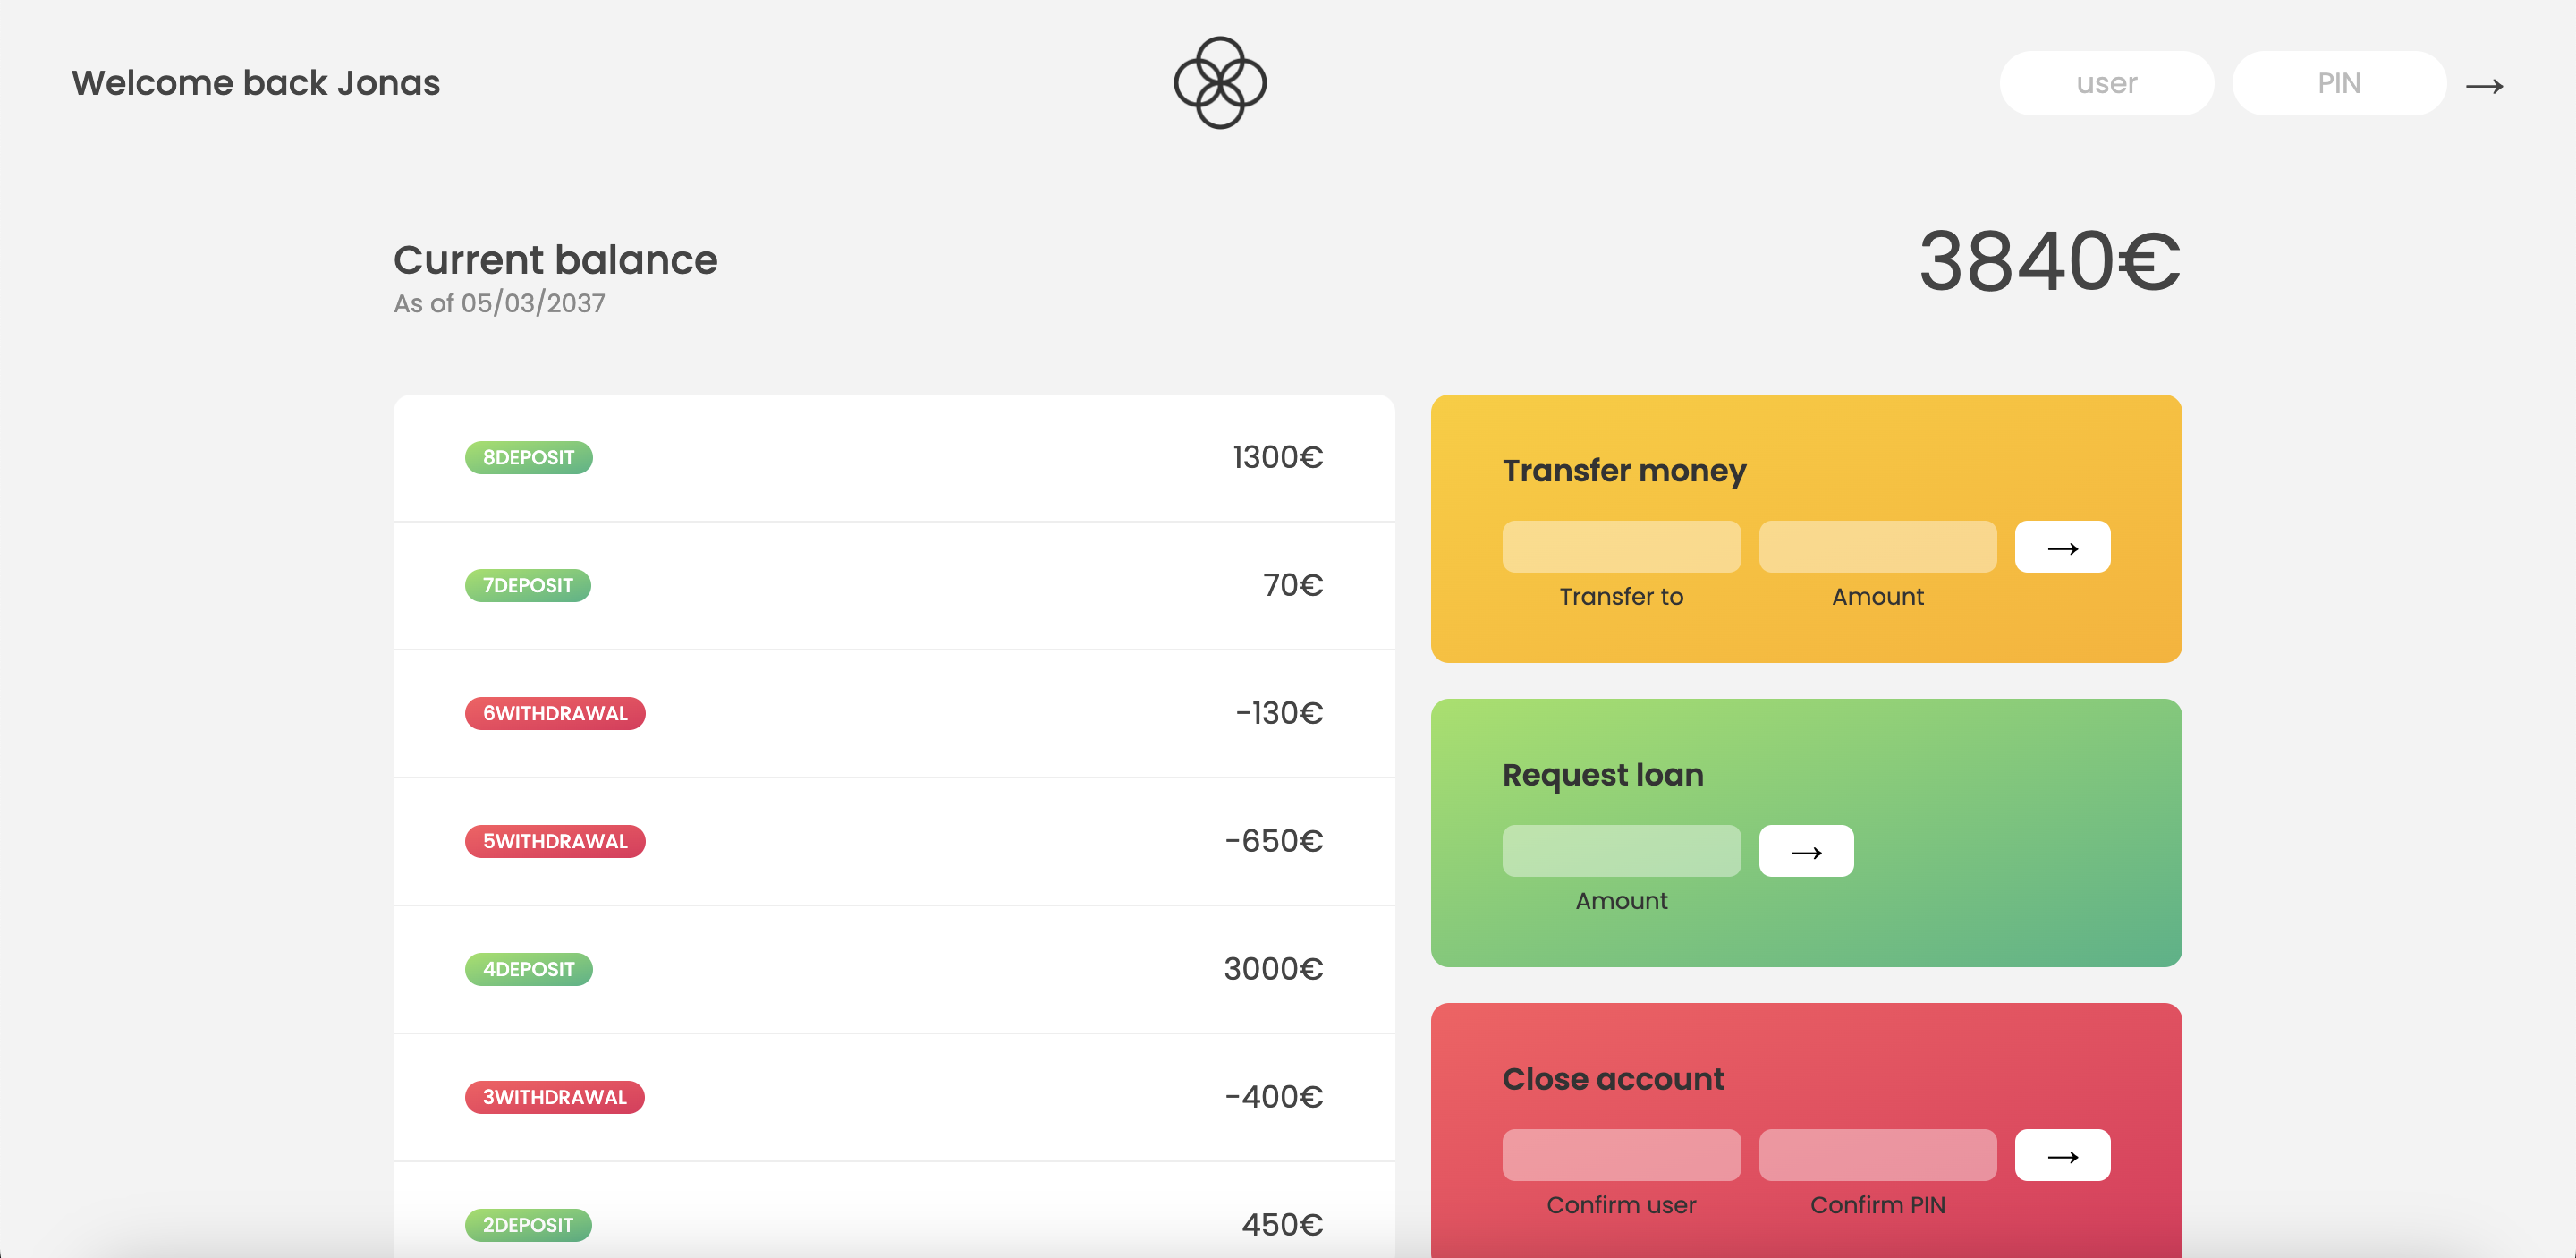 Welcome back Jonas
user
PIN
→
Current balance
As of 05/03/2037
3840€
8DEPOSIT
1300€
7DEPOSIT
70€
6WITHDRAWAL
-130€
5WITHDRAWAL
-650€
4DEPOSIT
3000€
3WITHDRAWAL
-400€
2DEPOSIT
450€
Transfer money
→
Transfer to
Amount
Request loan
→
Amount
Close account
→
Confirm user
Confirm PIN